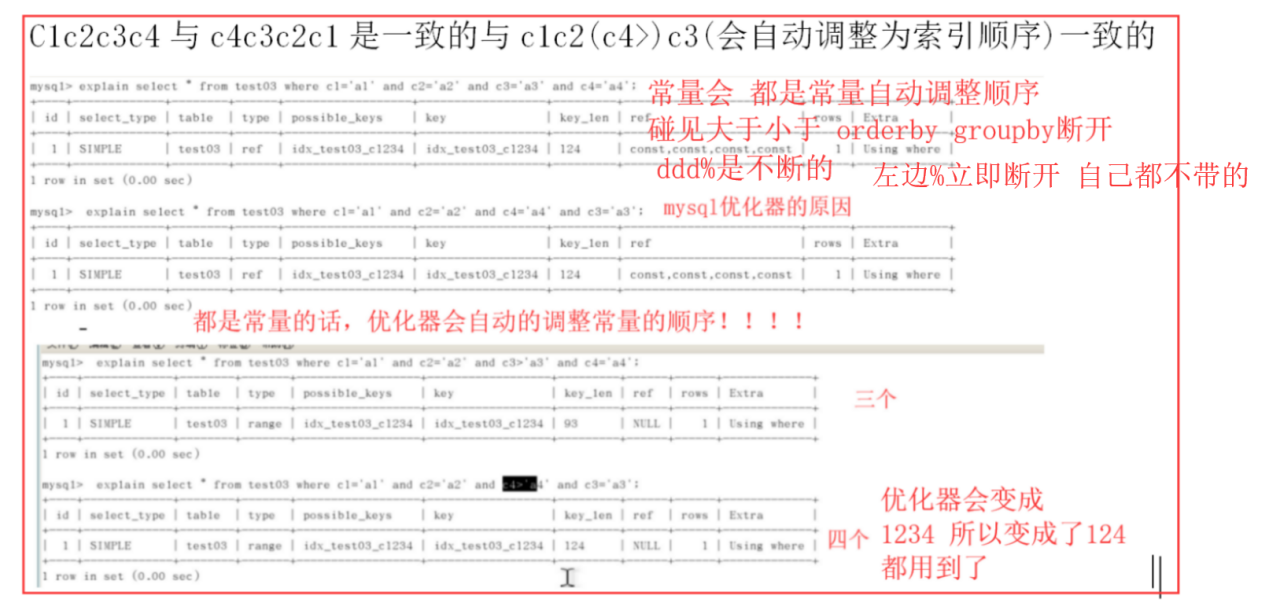 C1c2c3c4 与 c4c3c2c1 是一致的与 c1c2(c4>)c3(会自动调整为索引顺序)一致的
mysql> explain select * from test03 where c1='a1' and c2='a2' and c3='a3' and c4='a4';
常量会 都是常量自动调整顺序
| id | select_type | table | type | possible_keys | key | key_len | ref | rows | Extra
碰见大于小于 orderby groupby断开
| 1 | SIMPLE | test03 | ref | idx_test03_c1234 | idx_test03_c1234 | 124 | const,const,const,const | 1 | Using where |
ddd%是不断的 左边%立即断开 自己都不带的
1 row in set (0.00 sec)
mysql> explain select * from test03 where c1='a1' and c2='a2' and c4='a4' and c3='a3';
mysql优化器的原因
| id | select_type | table | type | possible_keys | key | key_len | ref | rows | Extra |
| 1 | SIMPLE | test03 | ref | idx_test03_c1234 | idx_test03_c1234 | 124 | const,const,const,const | 1 | Using where |
1 row in set (0.00 sec)
都是常量的话，优化器会自动的调整常量的顺序！！！！
mysql> explain select * from test03 where c1='a1' and c2='a2' and c3>'a3' and c4='a4';
| id | select_type | table | type | possible_keys | key | key_len | ref | rows | Extra |
三个
| 1 | SIMPLE | test03 | range | idx_test03_c1234 | idx_test03_c1234 | 93 | NULL | 1 | Using where |
1 row in set (0.00 sec)
mysql> explain select * from test03 where c1='a1' and c2='a2' and c4>'a4' and c3='a3';
| id | select_type | table | type | possible_keys | key | key_len | ref | rows | Extra |
| 1 | SIMPLE | test03 | range | idx_test03_c1234 | idx_test03_c1234 | 124 | NULL | 1 | Using where |
四个
优化器会变成
1234 所以变成了124
都用到了
1 row in set (0.00 sec)